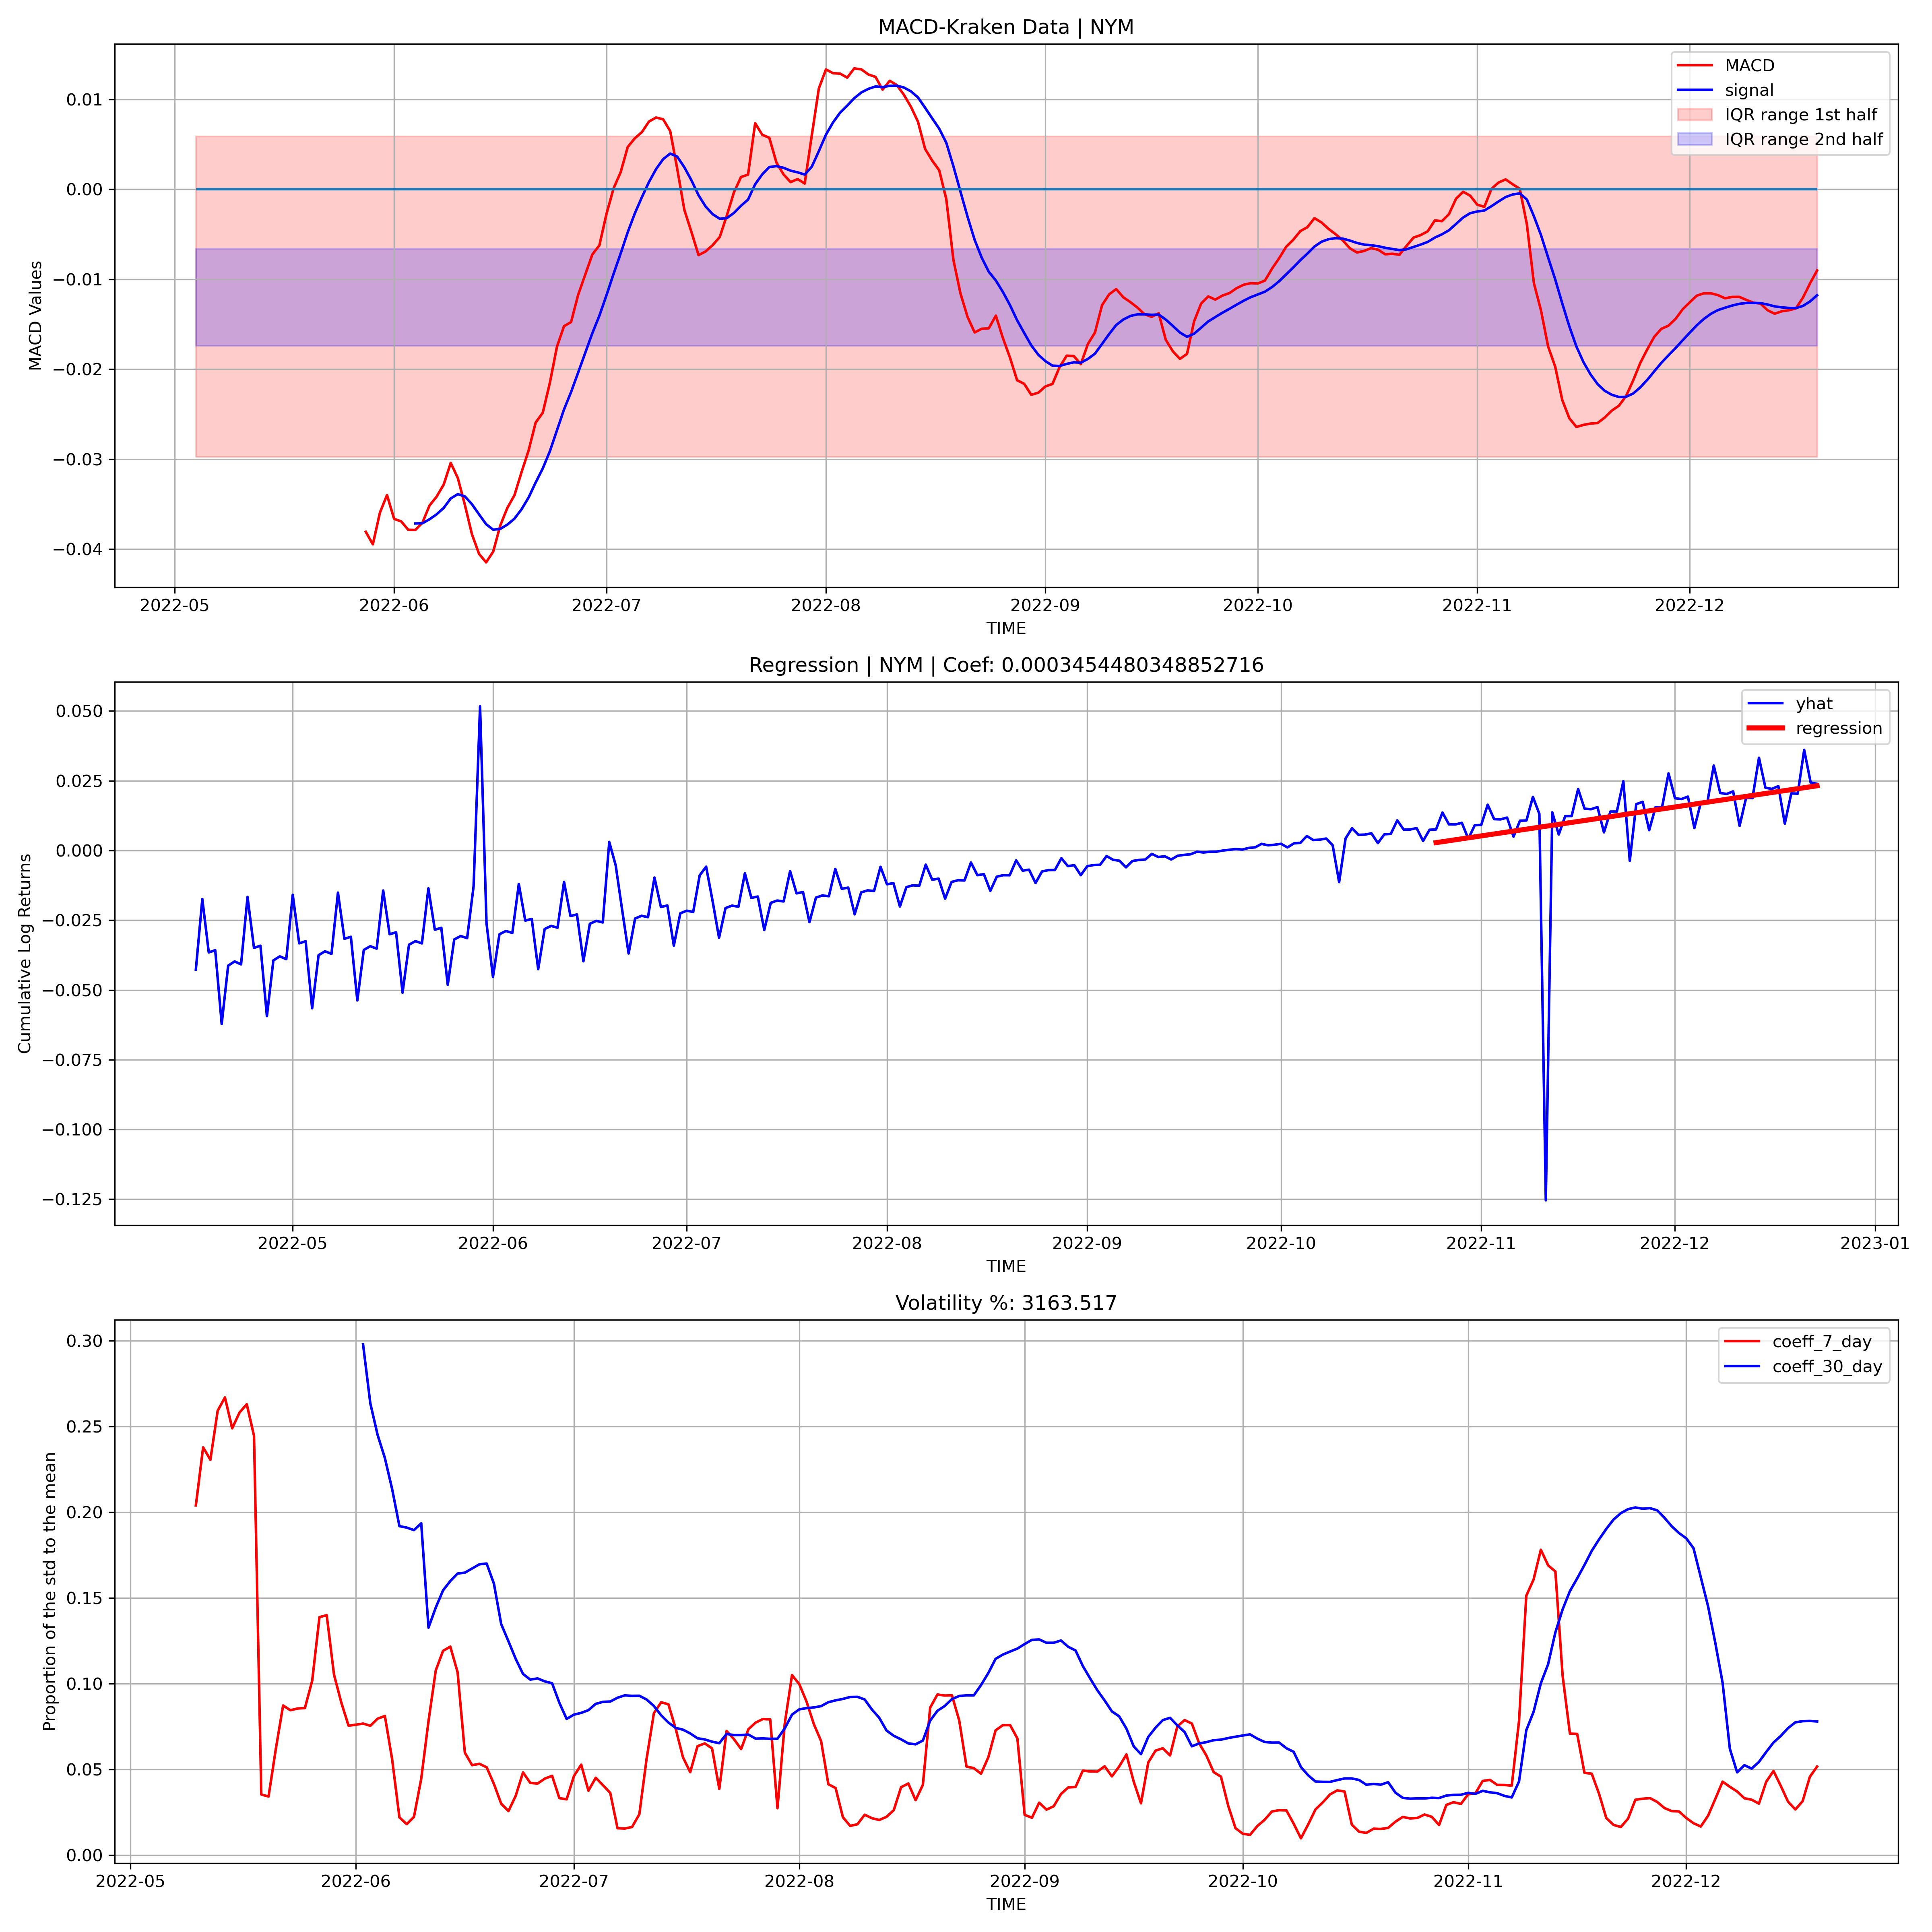 MACD-Kraken Data | NYM
MACD
signal
IQR range 1st half
IQR range 2nd half
0.01
0.00
−0.01
−0.02
−0.03
−0.04
MACD Values
2022-05 2022-06 2022-07 2022-08 2022-09 2022-10 2022-11 2022-12
TIME
Regression | NYM | Coef: 0.0003454480348852716
yhat
regression
0.050
0.025
0.000
−0.025
−0.050
−0.075
−0.100
−0.125
Cumulative Log Returns
2022-05 2022-06 2022-07 2022-08 2022-09 2022-10 2022-11 2022-12 2023-01
TIME
Volatility %: 3163.517
coeff_7_day
coeff_30_day
0.30
0.25
0.20
0.15
0.10
0.05
0.00
Proportion of the std to the mean
2022-05 2022-06 2022-07 2022-08 2022-09 2022-10 2022-11 2022-12
TIME